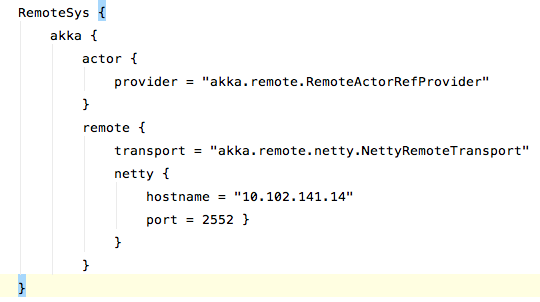 RemoteSys {
akka {
actor {
provider = "akka.remote.RemoteActorRefProvider"
}
remote {
transport = "akka.remote.netty.NettyRemoteTransport"
netty {
hostname = "10.102.141.14"
port = 2552 }
}
}
}